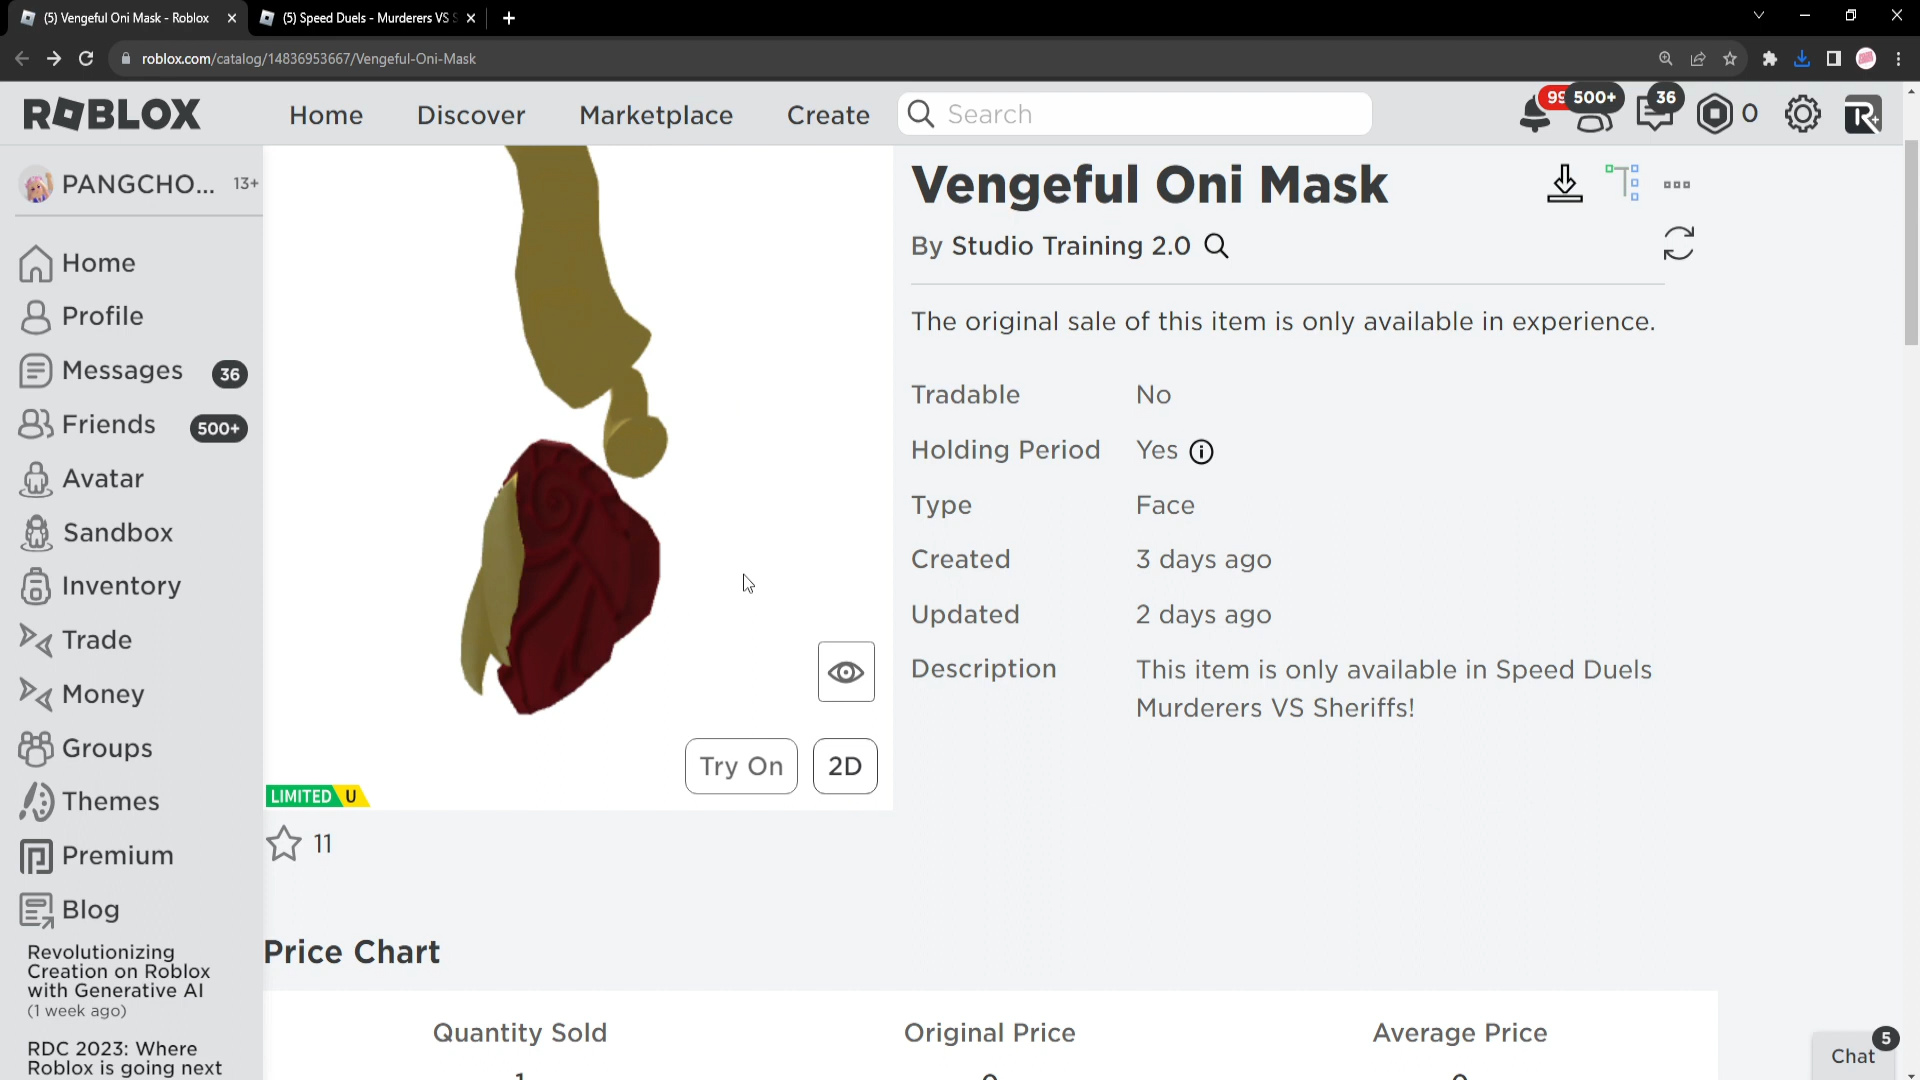 (5) Vengeful Oni Mask - Roblox
(5) Speed Duels - Murderers VS S
roblox.com/catalog/14836953667/Vengeful-Oni-Mask
ROBLOX
Home
Discover
Marketplace
Create
Search
99
500+
36
0
PANGCHO...
13+
Home
Profile
Messages
36
Friends
500+
Avatar
Sandbox
Inventory
Trade
Money
Groups
Themes
Premium
Blog
Revolutionizing
Creation on Roblox
with Generative AI
(1 week ago)
RDC 2023: Where
Roblox is going next
Try On
2D
LIMITED U
11
Vengeful Oni Mask
By Studio Training 2.0
The original sale of this item is only available in experience.
Tradable No
Holding Period Yes
Type Face
Created 3 days ago
Updated 2 days ago
Description This item is only available in Speed Duels
Murderers VS Sheriffs!
Price Chart
Quantity Sold
Original Price
Average Price
Chat
5